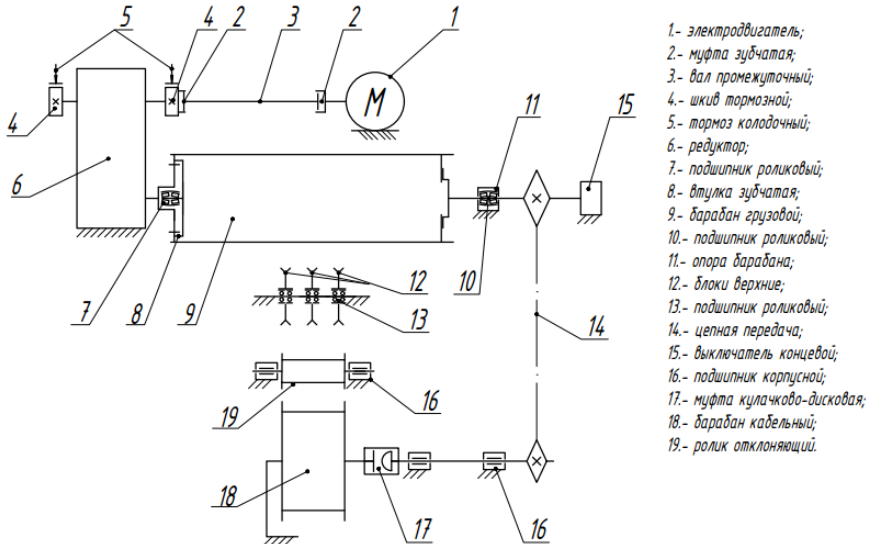 5 4 2 3 2 1
1.- электродвигатель;
2.- муфта зубчатая;
3.- вал промежуточный;
4.- шкив тормозной;
5.- тормоз колодочный;
6.- редуктор;
7.- подшипник роликовый;
8.- втулка зубчатая;
9.- барабан грузовой;
10.- подшипник роликовый;
11.- опора барабана;
12.- блоки верхние;
13.- подшипник роликовый;
14.- цепная передача;
15.- выключатель концевой;
16.- подшипник корпусной;
17.- муфта кулачково-дисковая;
18.- барабан кабельный;
19.- ролик отклоняющий.
М
11 15
4
6
7 8 9 12 10
13 14
19 16
18 17 16